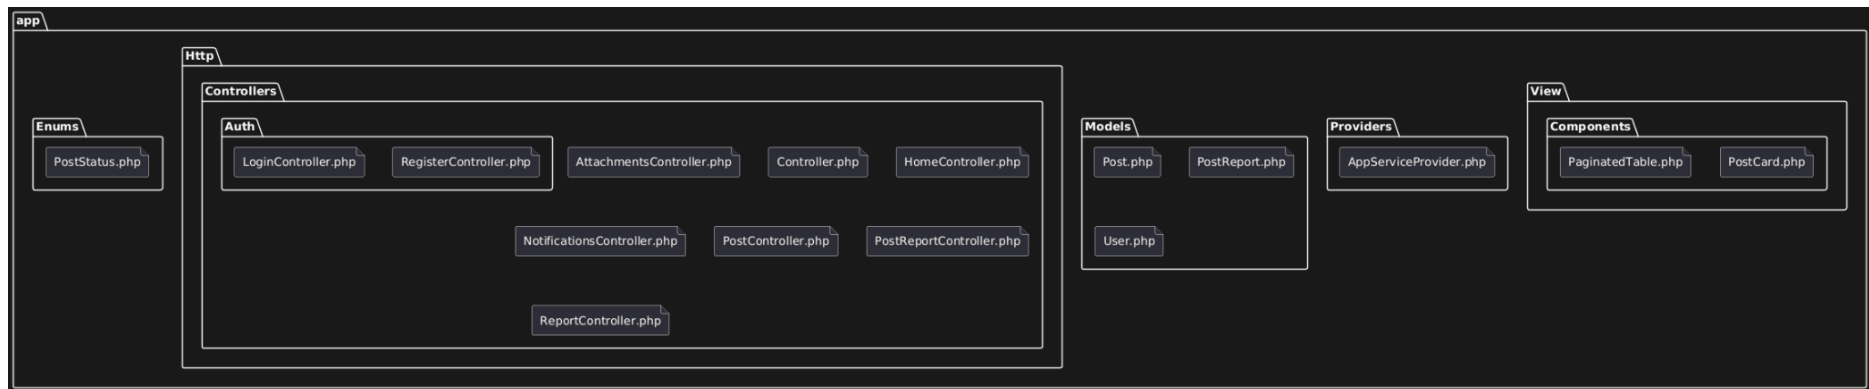 app
Http
Controllers
View
Enums
Auth
Models
Providers
Components
PostStatus.php
LoginController.php
RegisterController.php
AttachmentsController.php
Controller.php
HomeController.php
Post.php
PostReport.php
AppServiceProvider.php
PaginatedTable.php
PostCard.php
NotificationsController.php
PostController.php
PostReportController.php
User.php
ReportController.php